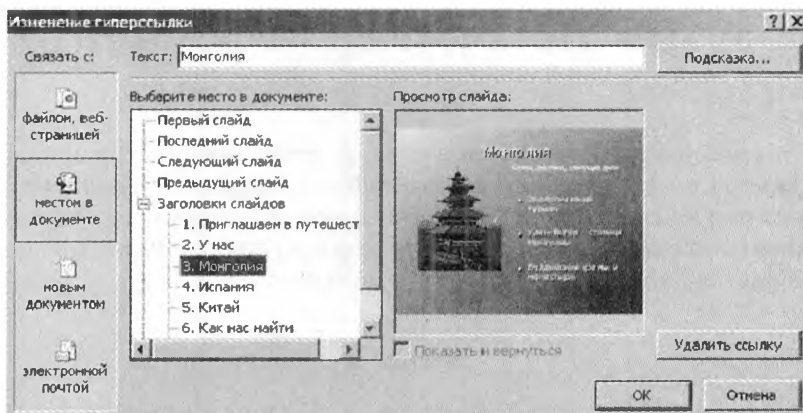 Изменение гиперссылки
Связать с:
Текст: Монголия
Подсказка...
файлом, веб-
страницей
местом в
документе
новым
документом
электронной
почтой
Выберите место в документе:
Первый слайд
Последний слайд
Следующий слайд
Предыдущий слайд
Заголовки слайдов
1. Приглашаем в путешест
2. У нас
3. Монголия
4. Испания
5. Китай
6. Как нас найти
Просмотр слайда:
Монголия
Показать и вернуться
Удалить ссылку
OK
Отмена